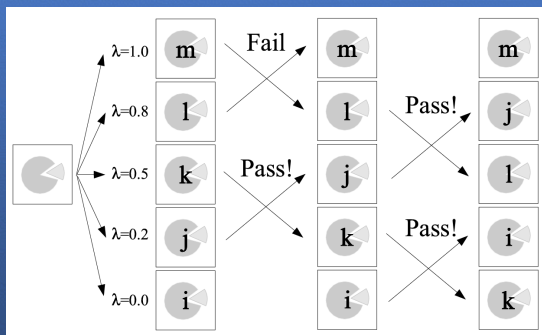 λ=1.0 m Fail m m
λ=0.8 l l Pass! j
λ=0.5 k Pass! j l
λ=0.2 j k Pass! i
λ=0.0 i i k